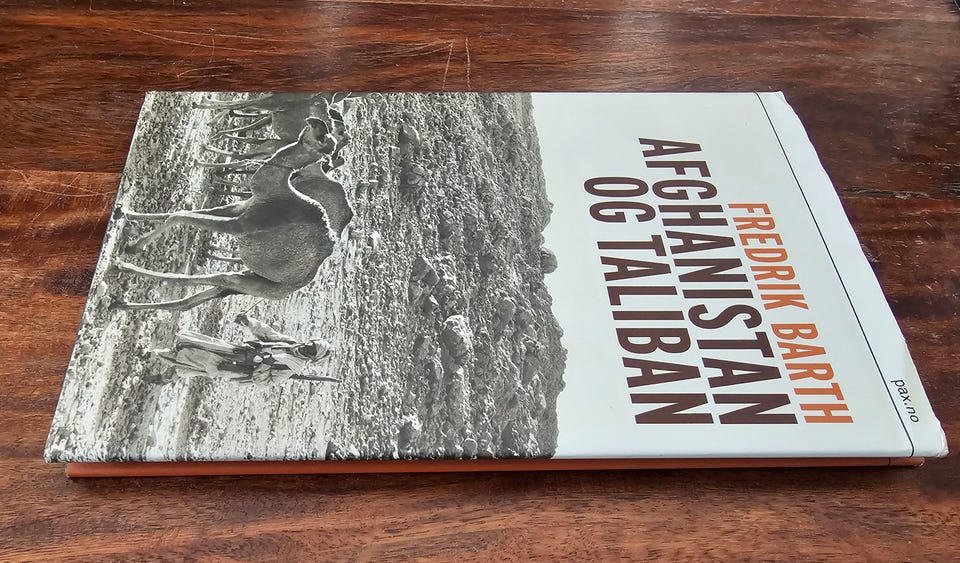 pax.no
FREDRIK BARTH
AFGHANISTAN
OG TALIBAN